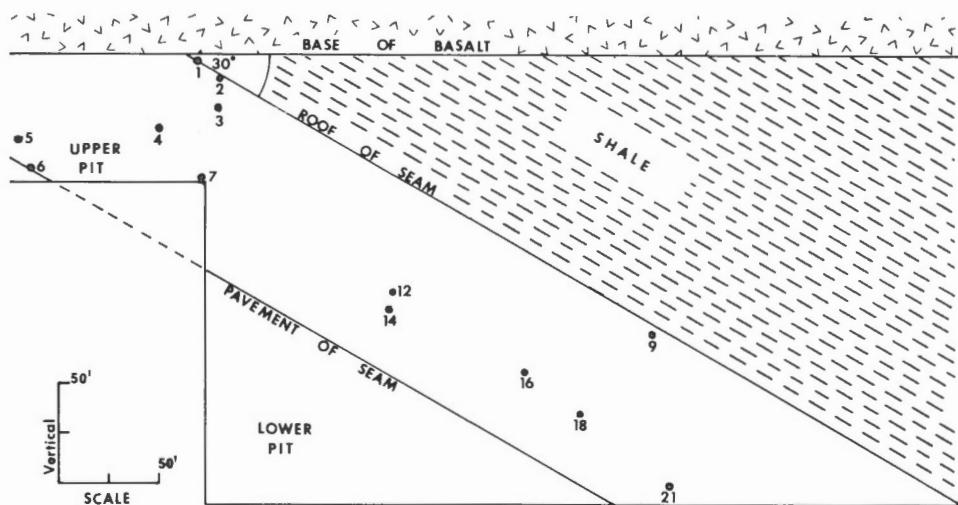 BASE OF BASALT
1
30°
2
3
ROOF OF SEAM
SHALE
5
4
UPPER PIT
6
7
12
14
PAVEMENT OF SEAM
9
16
18
50'
Vertical
50'
SCALE
LOWER PIT
21